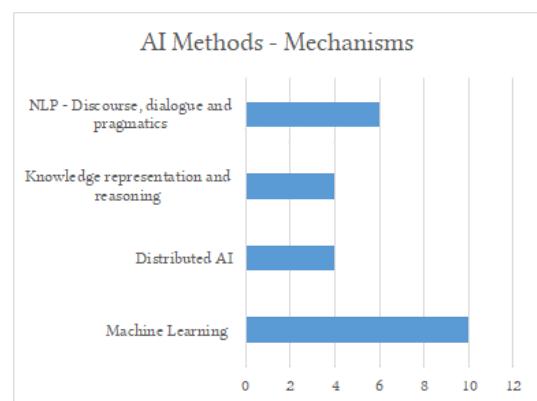 AI Methods - Mechanisms
NLP - Discourse, dialogue and
pragmatics
Knowledge representation and
reasoning
Distributed AI
Machine Learning
0 2 4 6 8 10 12